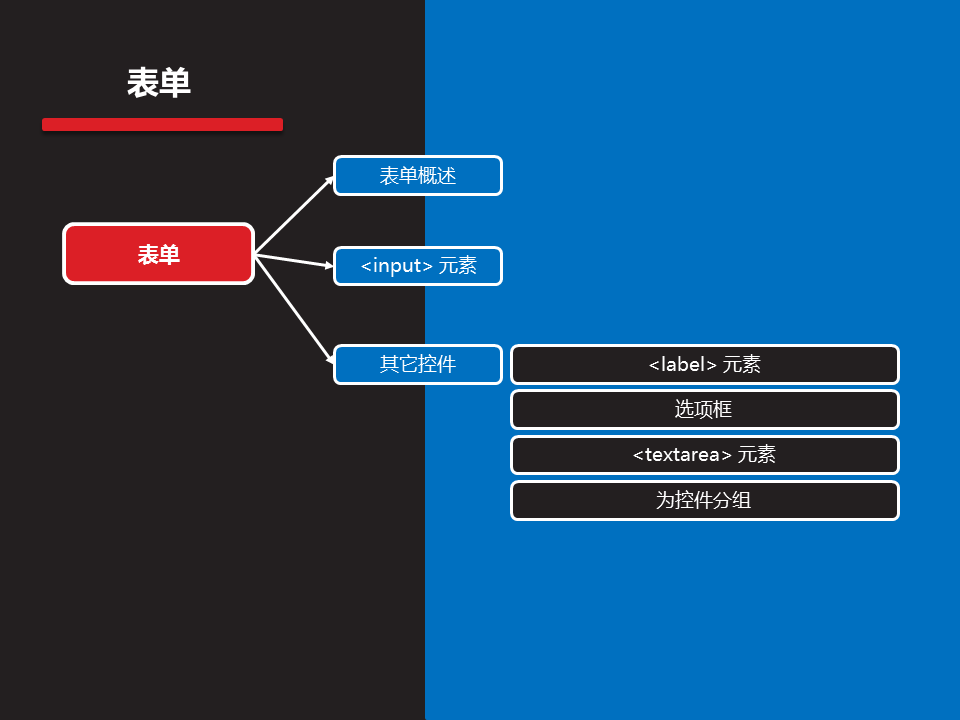 表单
表单概述
表单
<input> 元素
其它控件
<label> 元素
选项框
<textarea> 元素
为控件分组